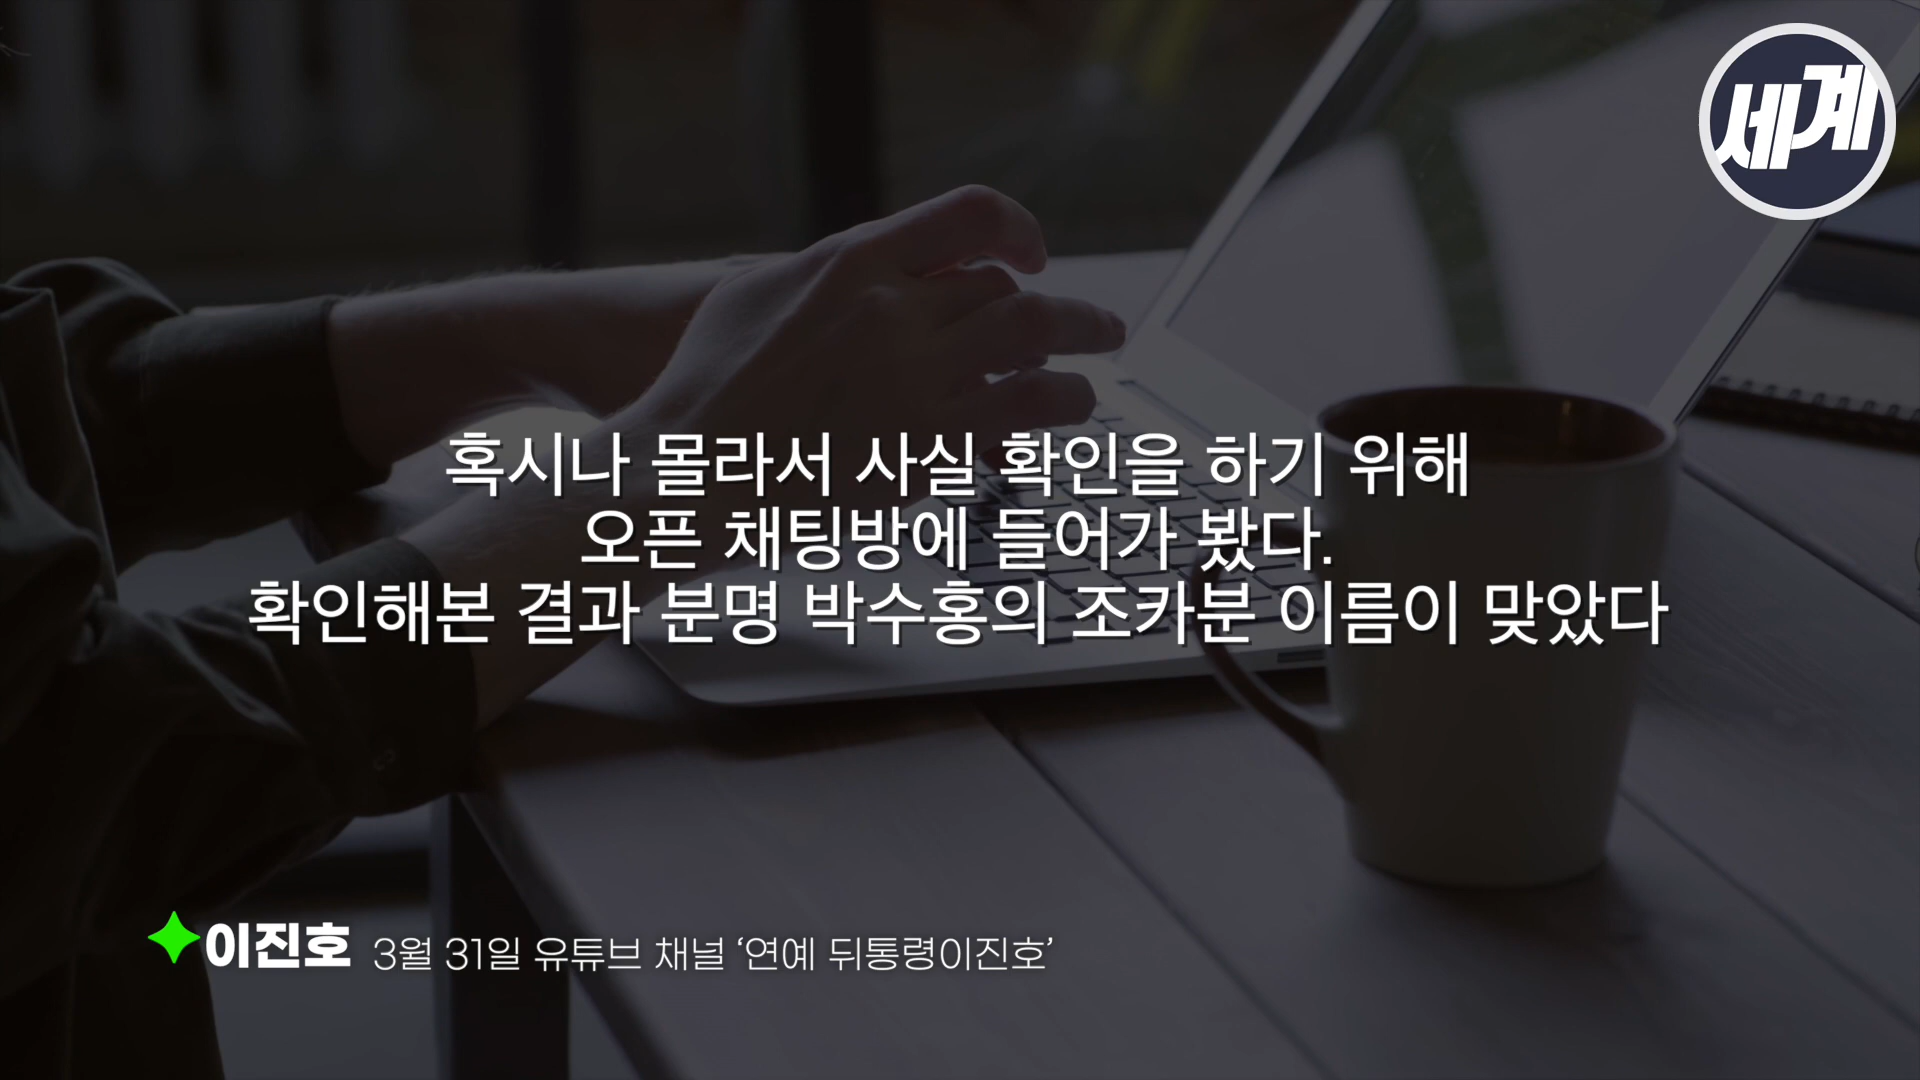 세계
혹시나 몰라서 사실 확인을 하기 위해
오픈 채팅방에 들어가 봤다.
확인해본 결과 분명 박수홍의 조카분 이름이 맞았다
이진호 3월 31일 유튜브 채널 ‘연예 뒤통령이진호’